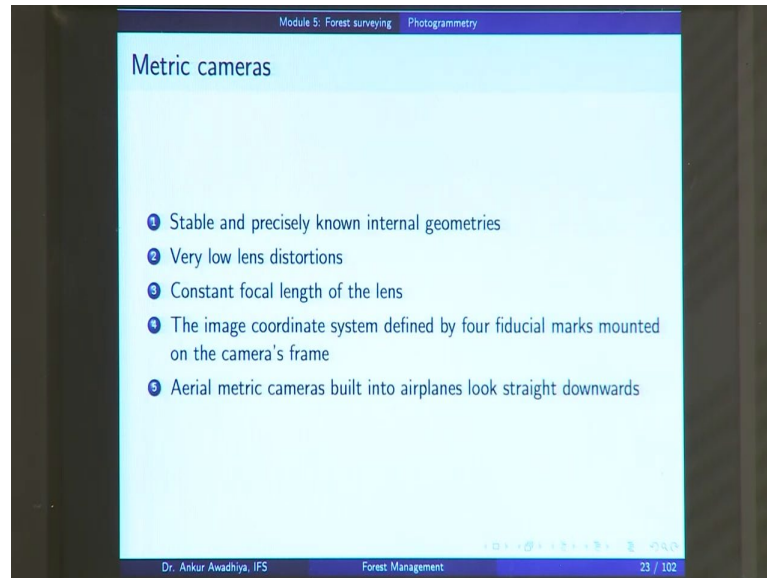 Module 5: Forest surveying Photogrammetry
Metric cameras
1 Stable and precisely known internal geometries
2 Very low lens distortions
3 Constant focal length of the lens
4 The image coordinate system defined by four fiducial marks mounted
on the camera's frame
5 Aerial metric cameras built into airplanes look straight downwards
Dr. Ankur Awadhiya, IFS Forest Management 23 / 102